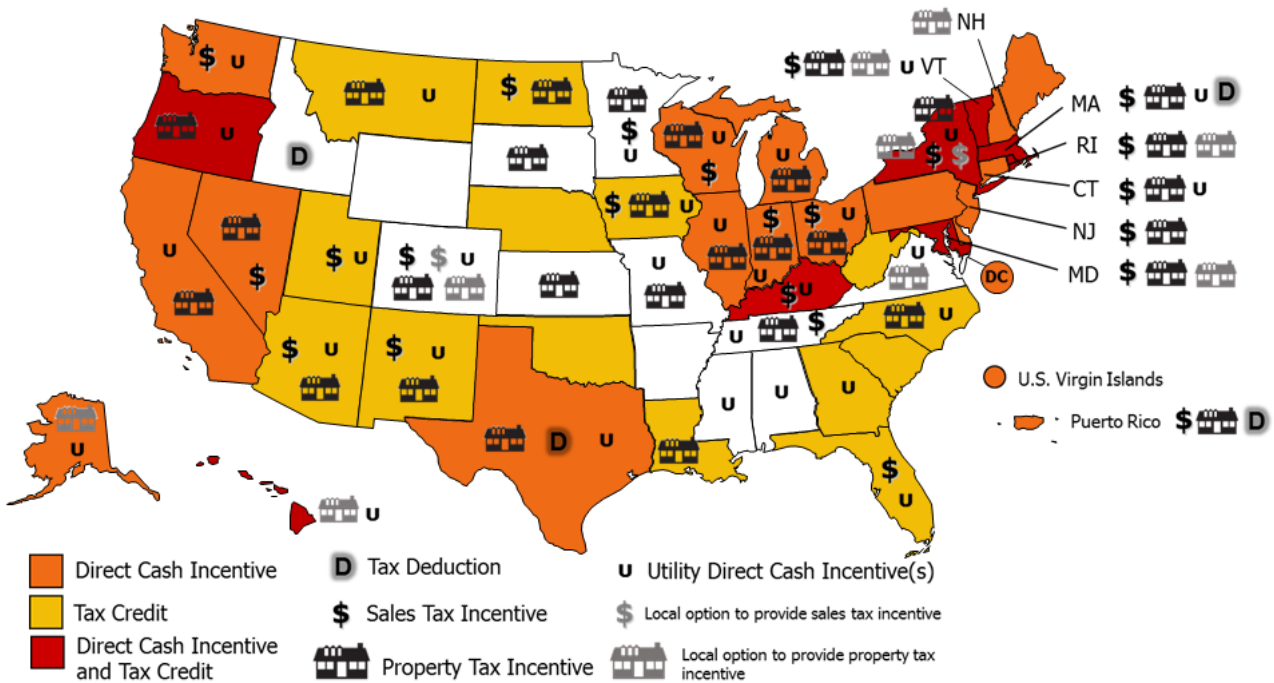 NH
$ U VT
$ U
U $ U
$
$
U
MA $ U D
U
U
U
RI $
D
$ $
$ U
U
CT $ U
U
$ $ U
U
$ U
$ $ U
U
U
NJ $
$
U
DC
MD $
$ U
U $
U
$ U
$ U
U
U
U
U.S. Virgin Islands
D U
Puerto Rico $ D
U
$
U
U
Direct Cash Incentive
D Tax Deduction
U Utility Direct Cash Incentive(s)
Tax Credit
$ Sales Tax Incentive
$ Local option to provide sales tax incentive
Direct Cash Incentive
and Tax Credit
Property Tax Incentive
Local option to provide property tax
incentive